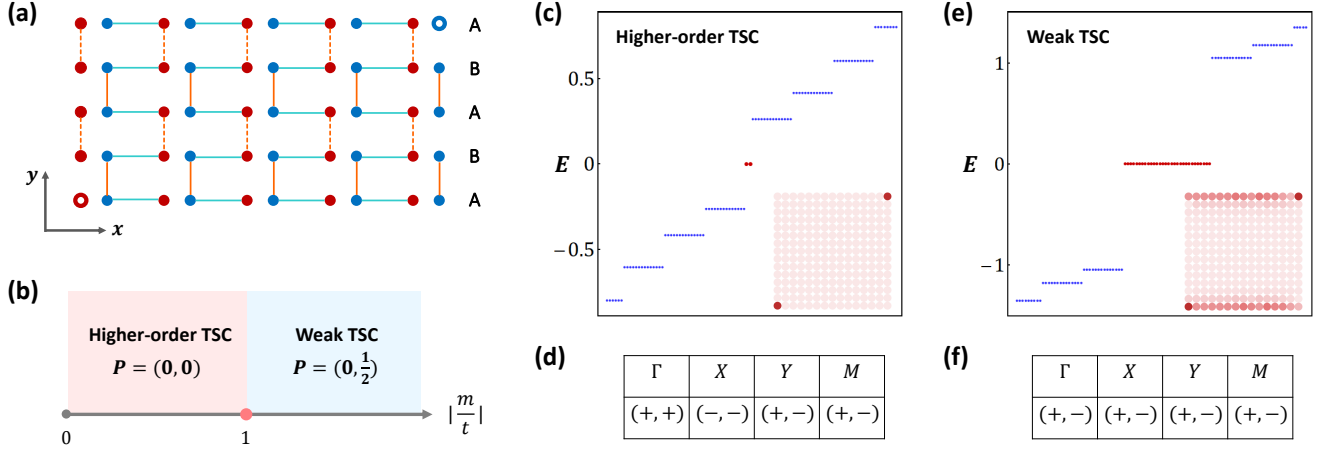 (a)
A
B
A
B
A
y
x
(b)
Higher-order TSC
P = (0, 0)
Weak TSC
P = (0, 1/2)
|m/t|
0
1
(c)
Higher-order TSC
0.5
E
0
−0.5
(d)
Γ X Y M
(+, +) (−, −) (+, −) (+, −)
(e)
Weak TSC
1
E
0
−1
(f)
Γ X Y M
(+, −) (+, −) (+, −) (+, −)